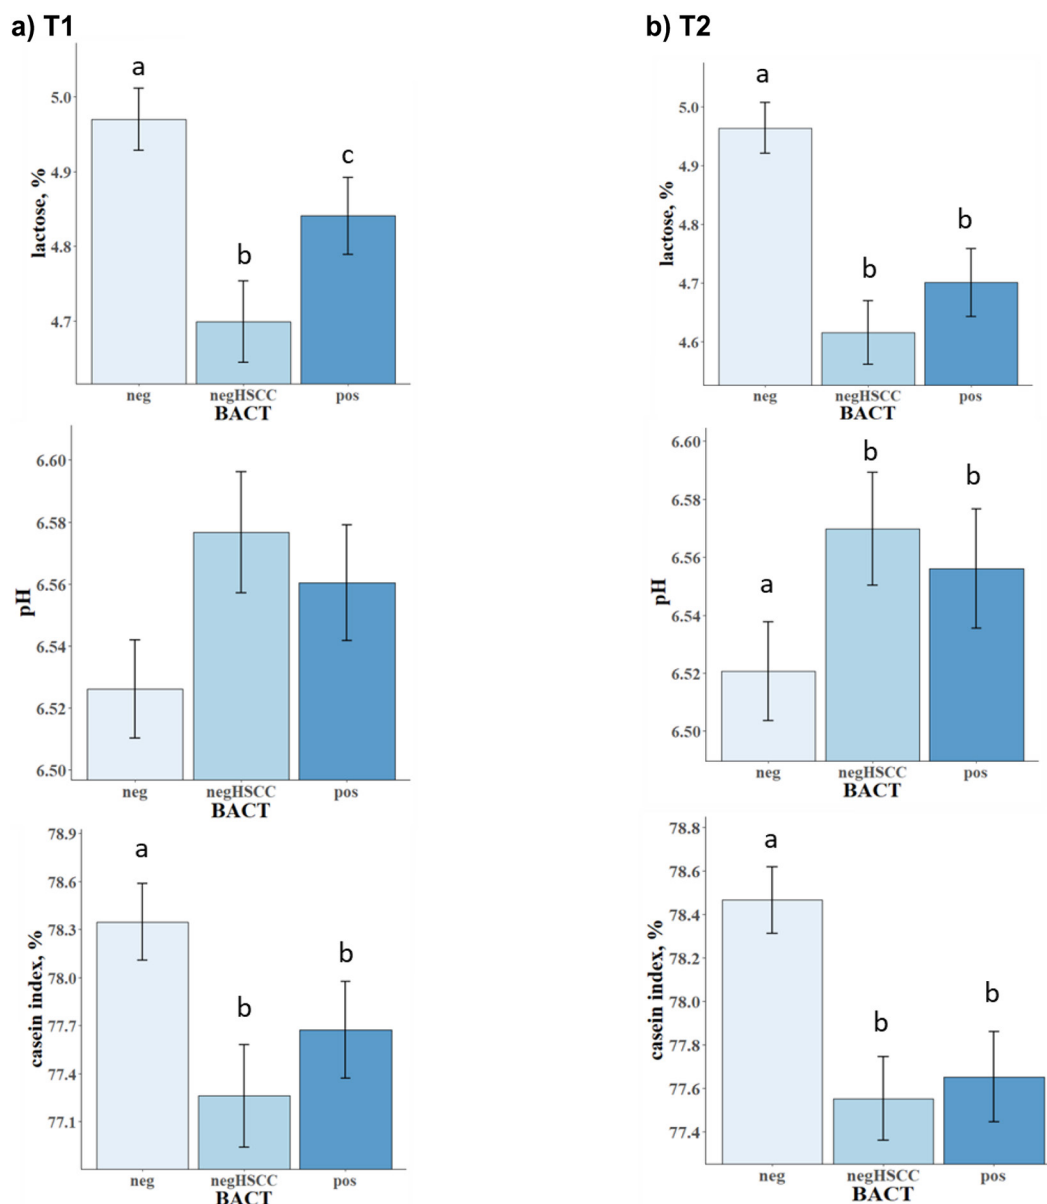 a) T1
a
5.0
c
4.9
b
4.8
4.7
lactose, %
neg negHSCC pos
BACT
6.60
6.58
6.56
6.54
6.52
6.50
pH
neg negHSCC pos
BACT
78.9
a
78.6
78.3
b
78.0
b
77.7
77.4
77.1
casein index, %
neg negHSCC pos
BACT
b) T2
a
5.0
4.9
b
4.8
b
4.7
4.6
lactose, %
neg negHSCC pos
BACT
6.60
b
b
6.58
6.56
a
6.54
6.52
6.50
pH
neg negHSCC pos
BACT
78.8
a
78.6
78.4
78.2
b
78.0
b
77.8
77.6
77.4
casein index, %
neg negHSCC pos
BACT